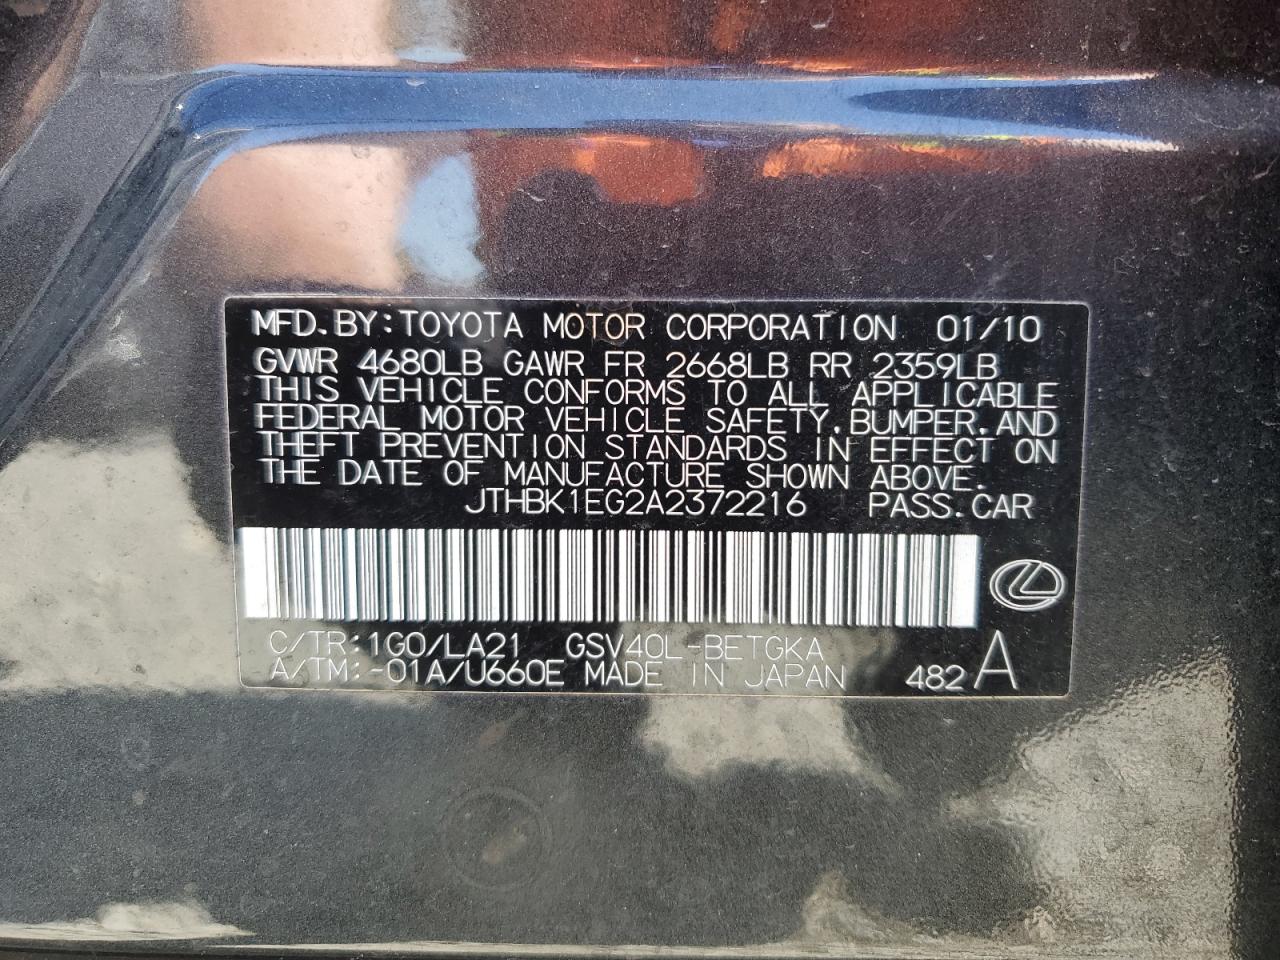 MFD.BY:TOYOTA MOTOR CORPORATION 01/10
GVWR 4680LB GAWR FR 2668LB RR 2359LB
THIS VEHICLE CONFORMS TO ALL APPLICABLE
FEDERAL MOTOR VEHICLE SAFETY,BUMPER,AND
THEFT PREVENTION STANDARDS IN EFFECT ON
THE DATE OF MANUFACTURE SHOWN ABOVE.
JTHBK1EG2A2372216 PASS.CAR
C/TR:1G0/LA21 GSV40L-BETGKA
A/TM:-01A/U660E MADE IN JAPAN 482 A